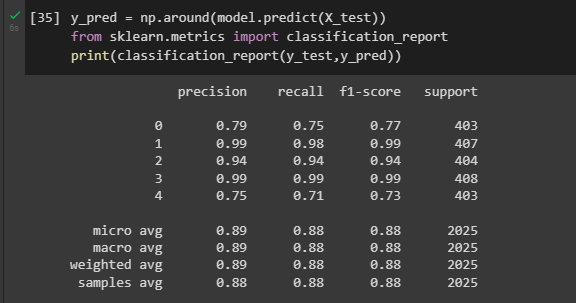 [35] y_pred = np.around(model.predict(X_test))
from sklearn.metrics import classification_report
print(classification_report(y_test,y_pred))
precision recall f1-score support
0 0.79 0.75 0.77 403
1 0.99 0.98 0.99 407
2 0.94 0.94 0.94 404
3 0.99 0.99 0.99 408
4 0.75 0.71 0.73 403
micro avg 0.89 0.88 0.88 2025
macro avg 0.89 0.88 0.88 2025
weighted avg 0.89 0.88 0.88 2025
samples avg 0.88 0.88 0.88 2025